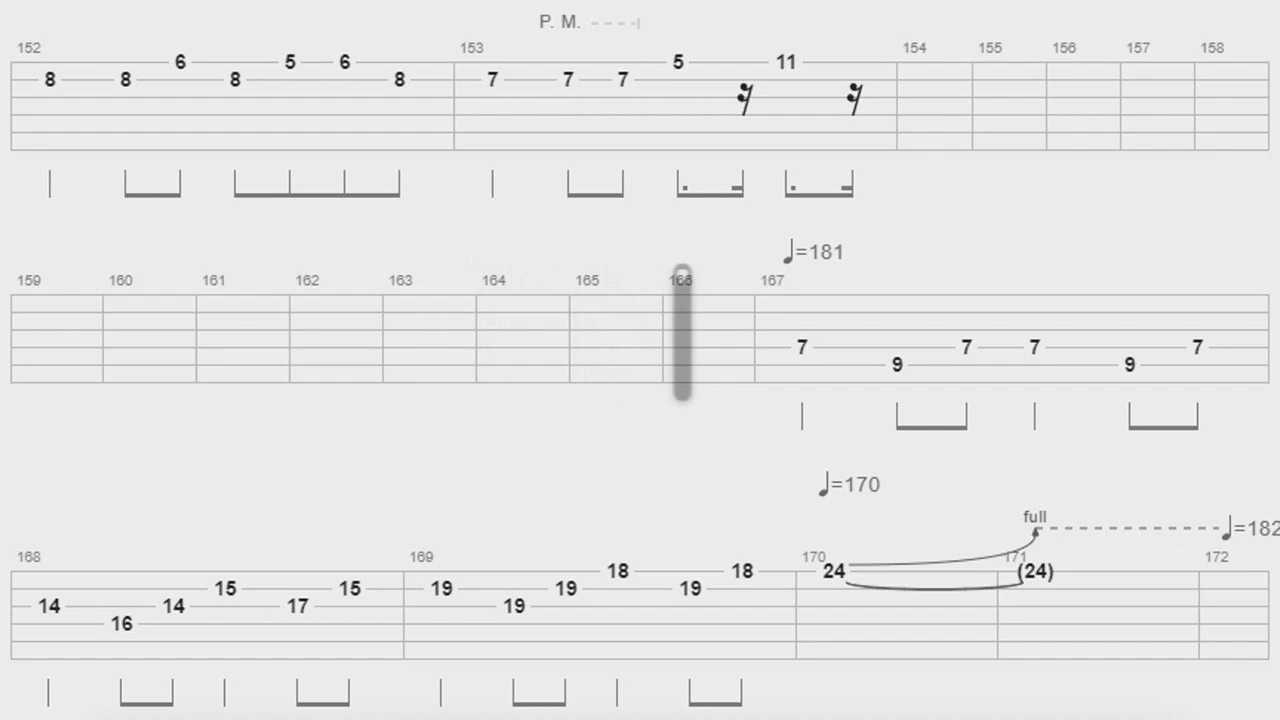 P. M.
152 153 154 155 156 157 158
6 5 6 5 11
8 8 8 8 7 7 7
=181
159 160 161 162 163 164 165 166 167
7 7 7 7
9 9
=170
full
=182
168 169 170 171 172
18 18 24 (24)
15 15 19 19 19
14 14 17 19
16